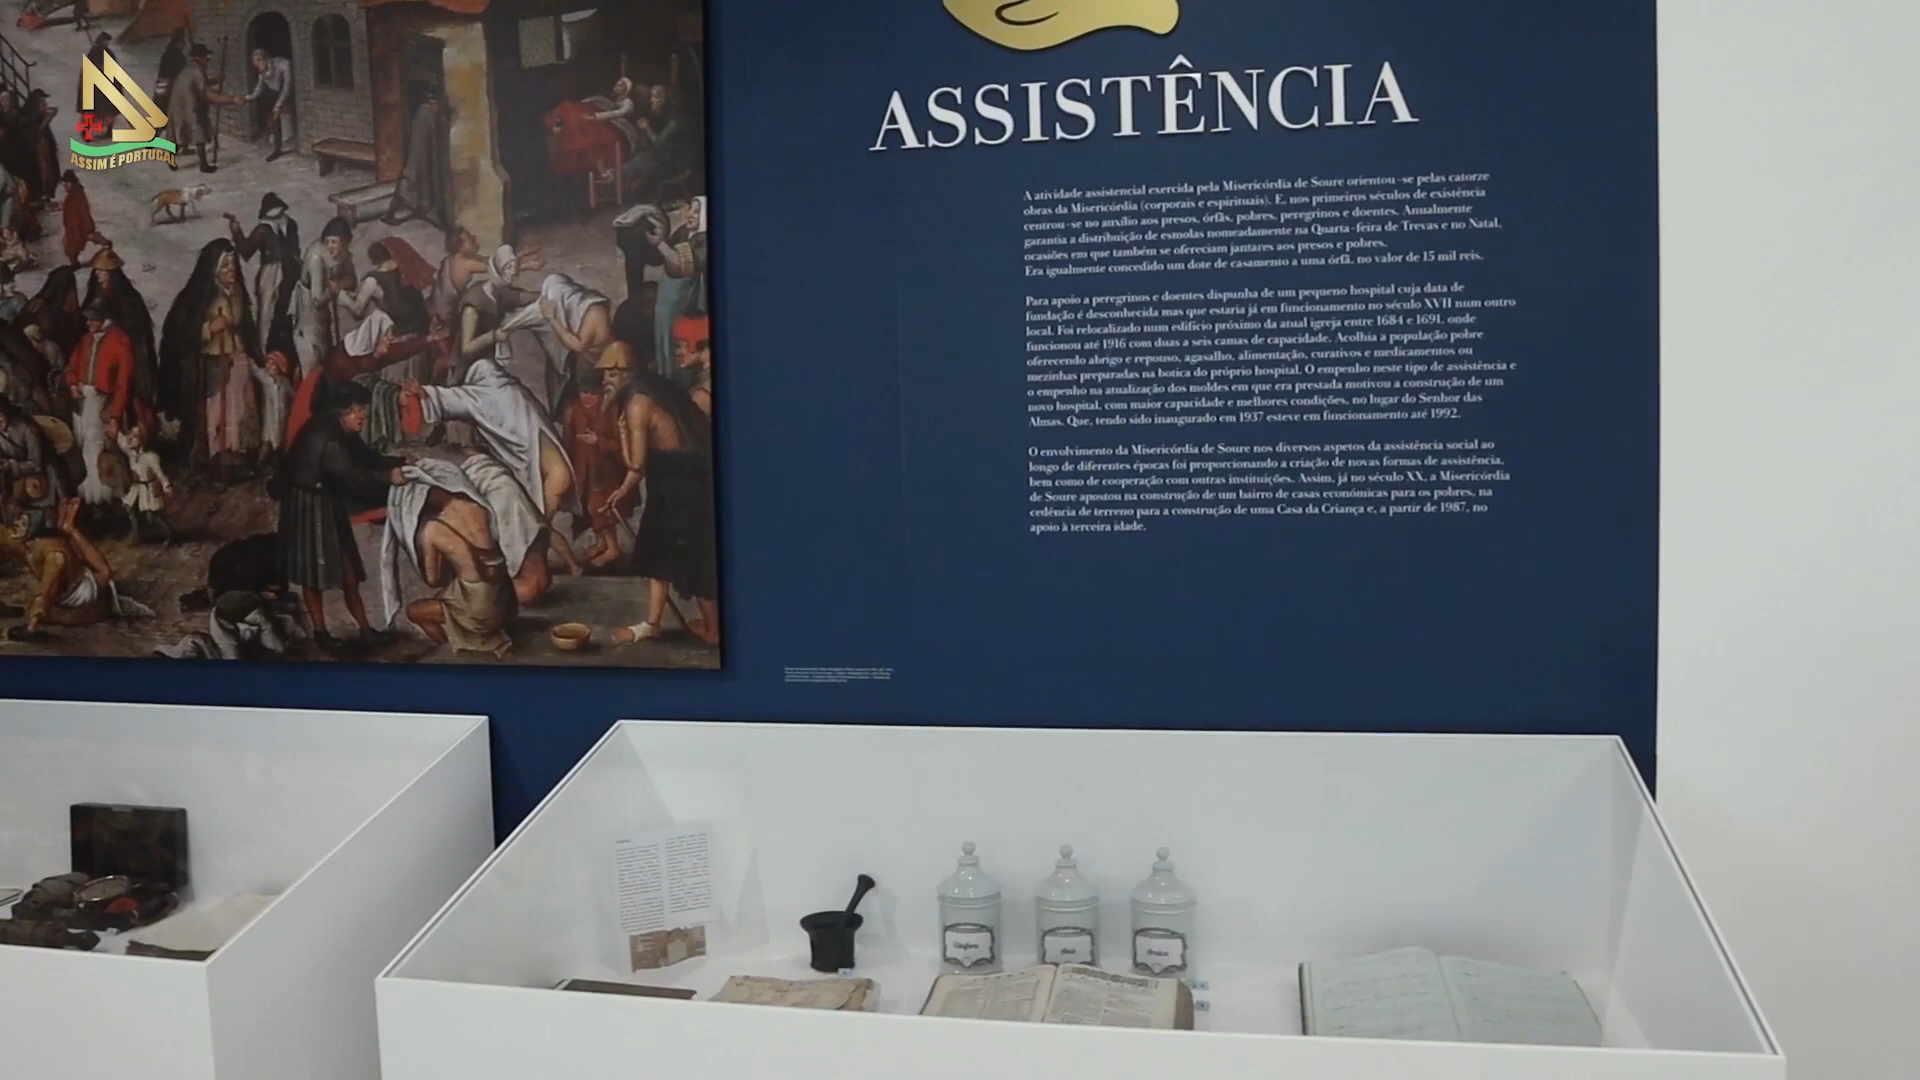 ASSIM É PORTUGAL
ASSISTÊNCIA
A atividade assistencial exercida pela Misericórdia de Soure orientou-se pelas catorze
obras da Misericórdia (corporais e espirituais). E, nos primeiros séculos de existência
centrou-se no auxílio aos presos, órfãs, pobres, peregrinos e doentes. Anualmente
garantia a distribuição de esmolas nomeadamente na Quarta-feira de Trevas e no Natal,
ocasiões em que também se ofereciam jantares aos presos e pobres.
Era igualmente concedido um dote de casamento a uma órfã, no valor de 15 mil reis.
Para apoio a peregrinos e doentes dispunha de um pequeno hospital cuja data de
fundação é desconhecida mas que estaria já em funcionamento no século XVII num outro
local. Foi relocalizado num edifício próximo da atual igreja entre 1684 e 1691, onde
funcionou até 1916 com duas a seis camas de capacidade. Acolhia a população pobre
oferecendo abrigo e repouso, agasalho, alimentação, curativos e medicamentos ou
mezinhas preparadas na botica do próprio hospital. O empenho neste tipo de assistência e
o empenho na atualização dos moldes em que era prestada motivou a construção de um
novo hospital, com maior capacidade e melhores condições, no lugar do Senhor das
Almas. Que, tendo sido inaugurado em 1937 esteve em funcionamento até 1992.
O envolvimento da Misericórdia de Soure nos diversos aspetos da assistência social ao
longo de diferentes épocas foi proporcionando a criação de novas formas de assistência,
bem como de cooperação com outras instituições. Assim, já no século XX, a Misericórdia
de Soure apostou na construção de um bairro de casas económicas para os pobres, na
cedência de terreno para a construção de uma Casa da Criança e, a partir de 1987, no
apoio à terceira idade.